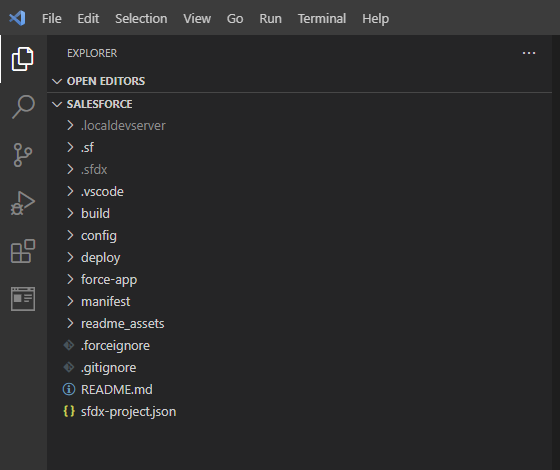 File Edit Selection View Go Run Terminal Help
EXPLORER
OPEN EDITORS
SALESFORCE
.localdevserver
.sf
.sfdx
.vscode
build
config
deploy
force-app
manifest
readme_assets
.forceignore
.gitignore
README.md
sfdx-project.json